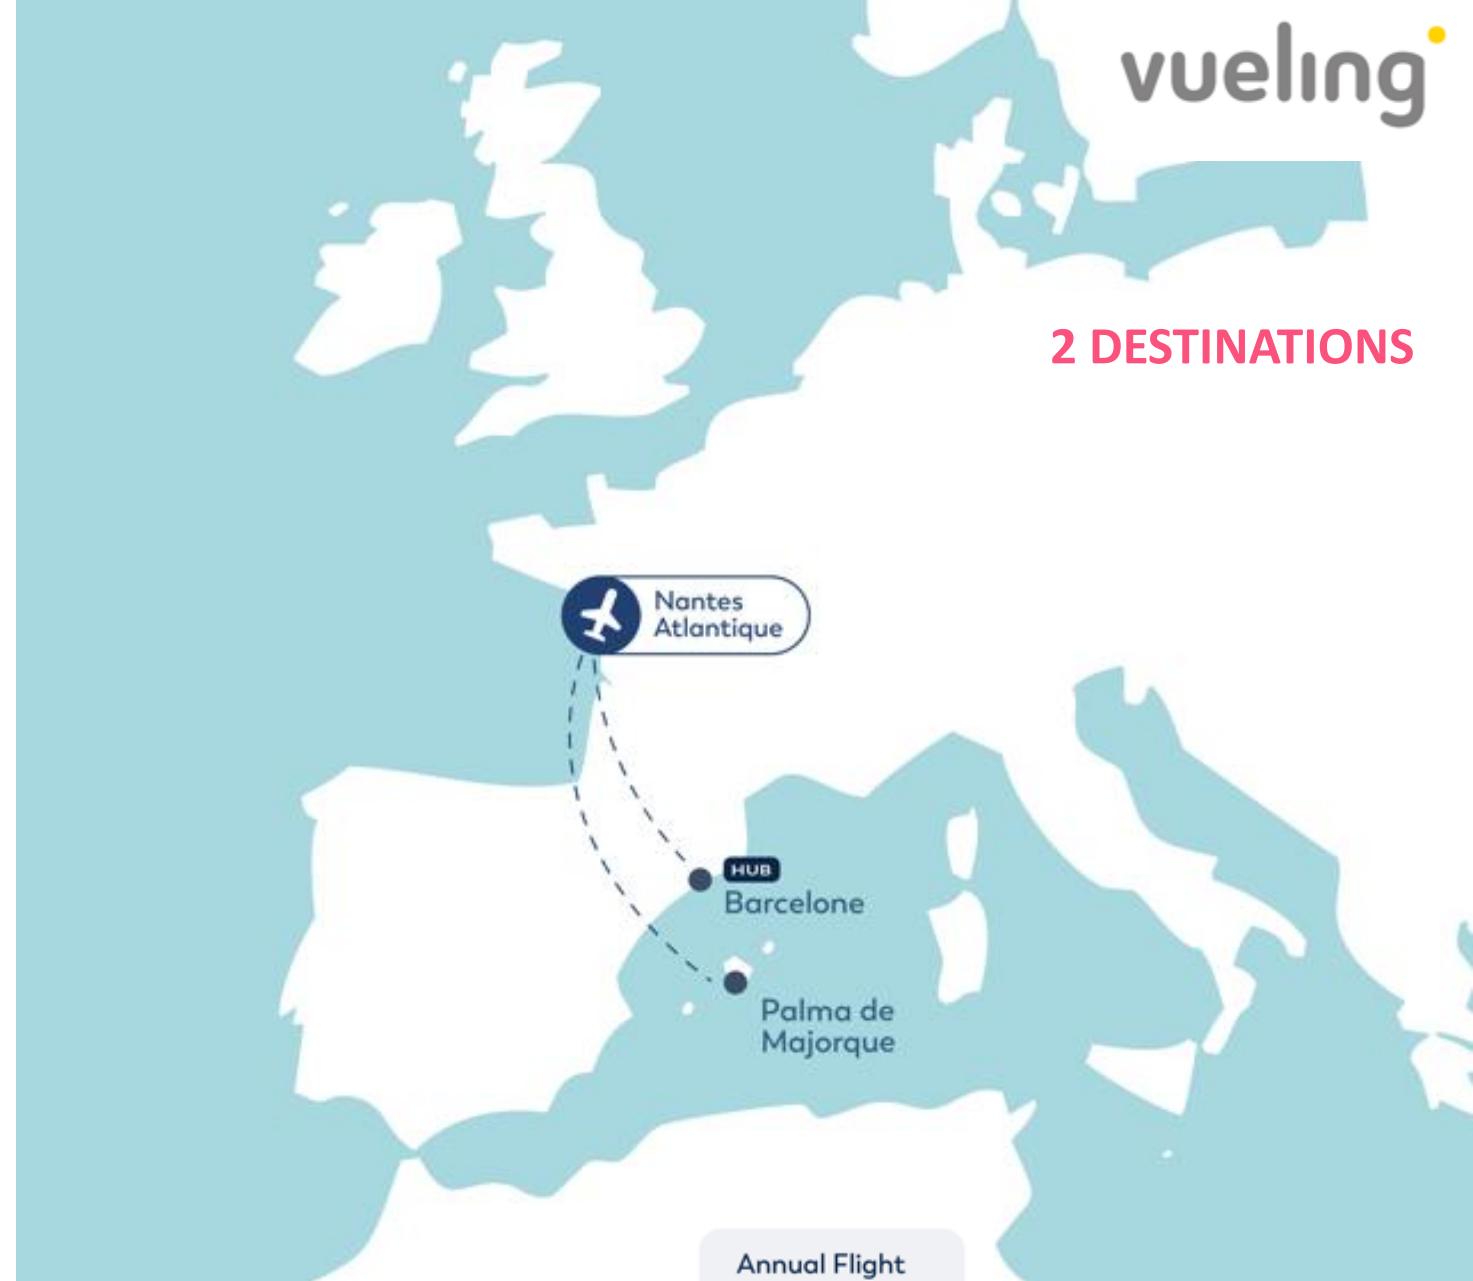 vueling
2 DESTINATIONS
Nantes
Atlantique
HUB
Barcelone
Palma de
Majorque
Annual Flight